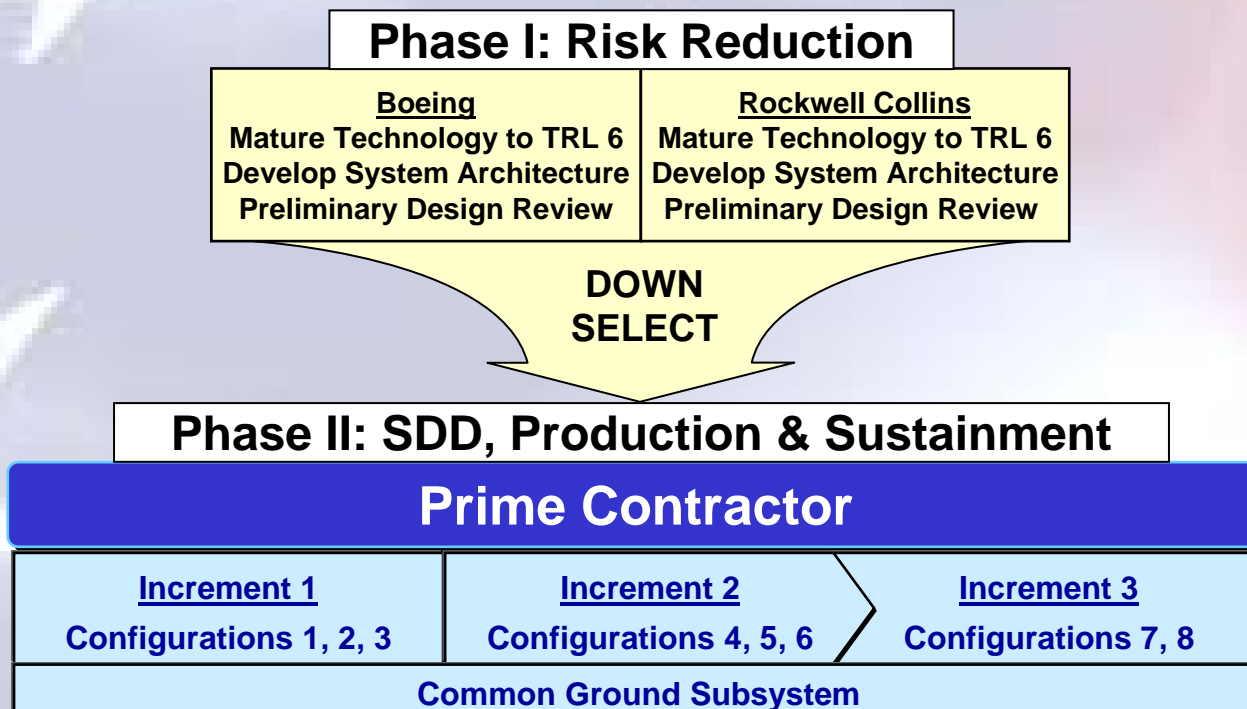 Phase I: Risk Reduction
Boeing
Mature Technology to TRL 6
Develop System Architecture
Preliminary Design Review
Rockwell Collins
Mature Technology to TRL 6
Develop System Architecture
Preliminary Design Review
DOWN
SELECT
Phase II: SDD, Production & Sustainment
Prime Contractor
Increment 1
Configurations 1, 2, 3
Increment 2
Configurations 4, 5, 6
Increment 3
Configurations 7, 8
Common Ground Subsystem